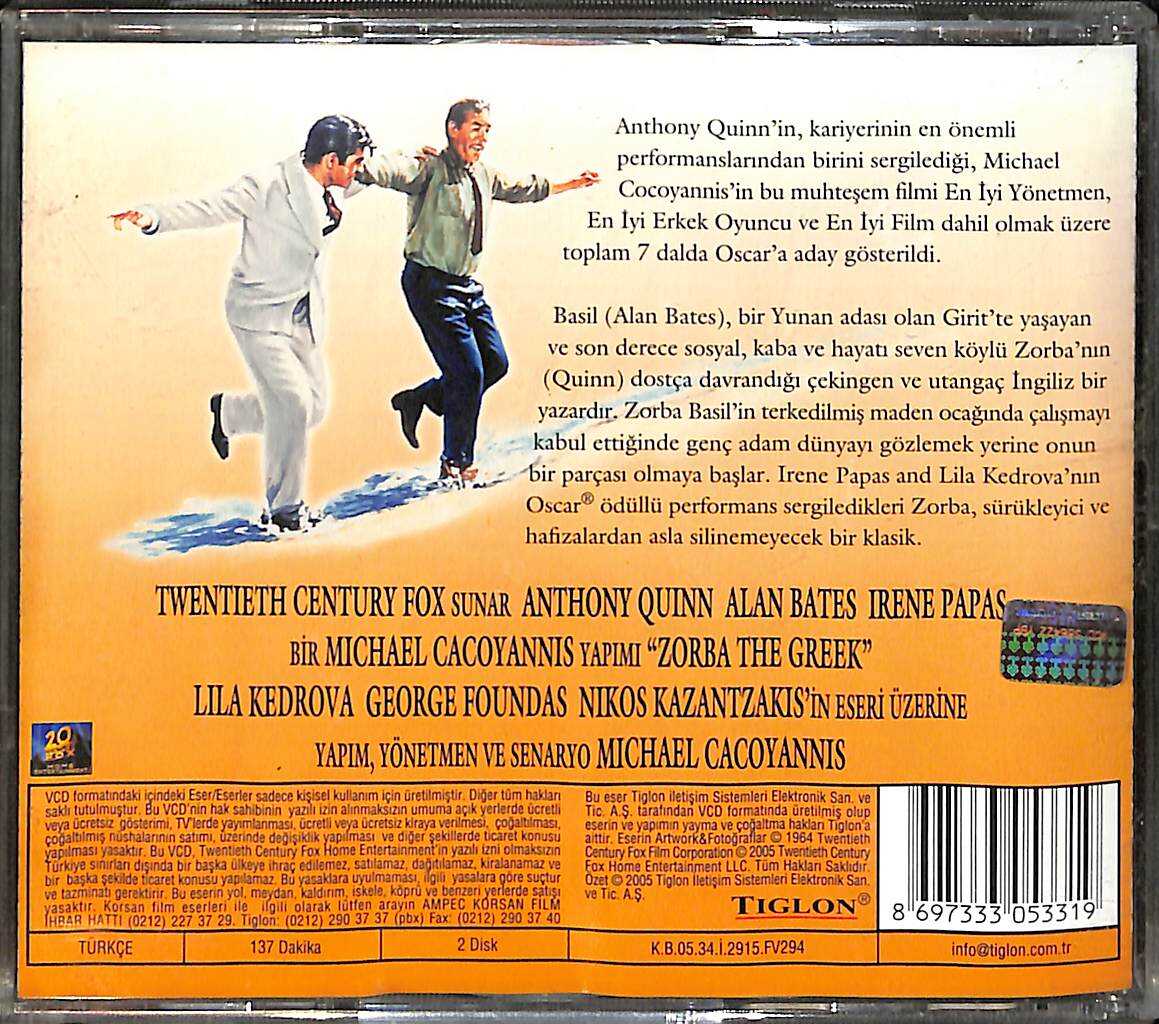 Anthony Quinn'in, kariyerinin en önemli
performanslarından birini sergilediği, Michael
Cocoyannis'in bu muhteşem filmi En İyi Yönetmen,
En İyi Erkek Oyuncu ve En İyi Film dahil olmak üzere
toplam 7 dalda Oscar'a aday gösterildi.
Basil (Alan Bates), bir Yunan adası olan Girit'te yaşayan
ve son derece sosyal, kaba ve hayatı seven köylü Zorba'nın
(Quinn) dostça davrandığı çekingen ve utangaç İngiliz bir
yazardır. Zorba Basil'in terkedilmiş maden ocağında çalışmayı
kabul ettiğinde genç adam dünyayı gözlemek yerine onun
bir parçası olmaya başlar. Irene Papas and Lila Kedrova'nın
Oscar® ödüllü performans sergiledikleri Zorba, sürükleyici ve
hafızalardan asla silinemeyecek bir klasik.
TWENTIETH CENTURY FOX SUNAR ANTHONY QUINN ALAN BATES IRENE PAPAS
BİR MICHAEL CACOYANNIS YAPIMI "ZORBA THE GREEK"
LILA KEDROVA GEORGE FOUNDAS NIKOS KAZANTZAKIS'İN ESERİ ÜZERİNE
YAPIM, YÖNETMEN VE SENARYO MICHAEL CACOYANNIS
20
FOX
HOME
ENTERTAINMENT
VCD formatındaki içindeki Eser/Eserler sadece kişisel kullanım için üretilmiştir. Diğer tüm hakları
saklı tutulmuştur. Bu VCD'nin hak sahibinin yazılı izin alınmaksızın umuma açık yerlerde ücretli
veya ücretsiz gösterimi, TV'lerde yayımlanması, ücretli veya ücretsiz kiraya verilmesi, çoğaltılması,
çoğaltılmış nüshalarının satımı, üzerinde değişiklik yapılması ve diğer şekillerde ticaret konusu
yapılması yasaktır. Bu VCD, Twentieth Century Fox Home Entertainment'in yazılı izni olmaksızın
Türkiye sınırları dışında bir başka ülkeye ihraç edilemez, satılamaz, dağıtılamaz, kiralanamaz ve
bir başka şekilde ticaret konusu yapılamaz. Bu yasaklara uyulmaması, ilgili yasalara göre suçtur
ve tazminatı gerektirir. Bu eserin yol, meydan, kaldırım, iskele, köprü ve benzeri yerlerde satışı
yasaktır. Korsan film eserleri ile ilgili olarak lütfen arayın AMPEC KORSAN FİLM
İHBAR HATTI (0212) 227 37 29. Tiglon: (0212) 290 37 37 (pbx) Fax: (0212) 290 37 40
Bu eser Tiglon İletişim Sistemleri Elektronik San. ve
Tic. A.Ş. tarafından VCD formatında üretilmiş olup
eserin ve yapımın yayma ve çoğaltma hakları Tiglon'a
aittir. Eserin Artwork&Fotoğraflar © 1964 Twentieth
Century Fox Film Corporation © 2005 Twentieth Century
Fox Home Entertainment LLC. Tüm Hakları Saklıdır.
Özet © 2005 Tiglon İletişim Sistemleri Elektronik San.
ve Tic. A.Ş.
TIGLON®
8 697333 053319
TÜRKÇE
137 Dakika
2 Disk
K.B.05.34.İ.2915.FV294
info@tiglon.com.tr